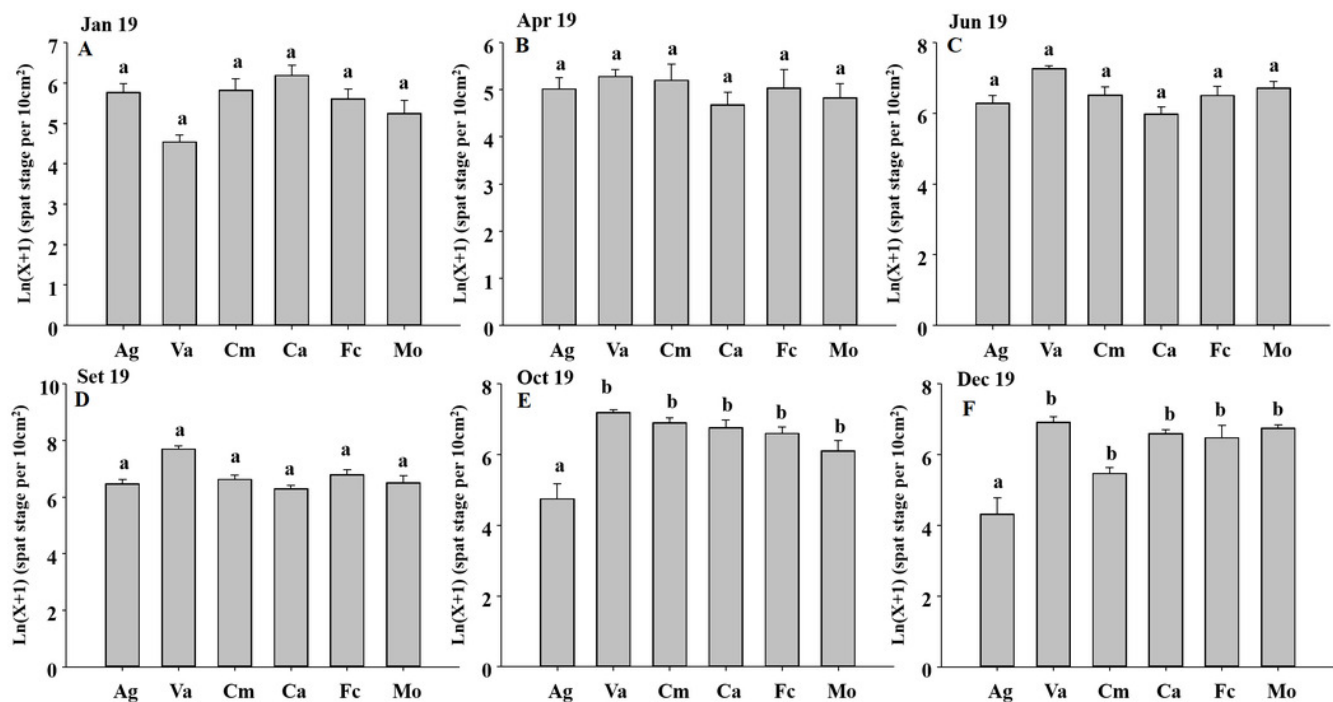 Jan 19
A
Ln(X+1) (spat stage per 10cm²)
7
6
5
4
3
2
1
0
a a a a a a
Ag Va Cm Ca Fc Mo
Apr 19
B
Ln(X+1) (spat stage per 10cm²)
6
5
4
3
5
1
0
a a a a a a
Ag Va Cm Ca Fc Mo
Jun 19
C
Ln(X+1) (spat stage per 10cm²)
8
6
4
2
0
a a a a a a
Ag Va Cm Ca Fc Mo
Set 19
D
Ln(X+1) (spat stage per 10cm²)
10
8
6
4
2
0
a a a a a a
Ag Va Cm Ca Fc Mo
Oct 19
E
Ln(X+1) (spat stage per 10cm²)
8
6
4
2
0
a b b b b b
Ag Va Cm Ca Fc Mo
Dec 19
F
Ln(X+1) (spat stage per 10cm²)
8
6
4
2
0
a b b b b b
Ag Va Cm Ca Fc Mo